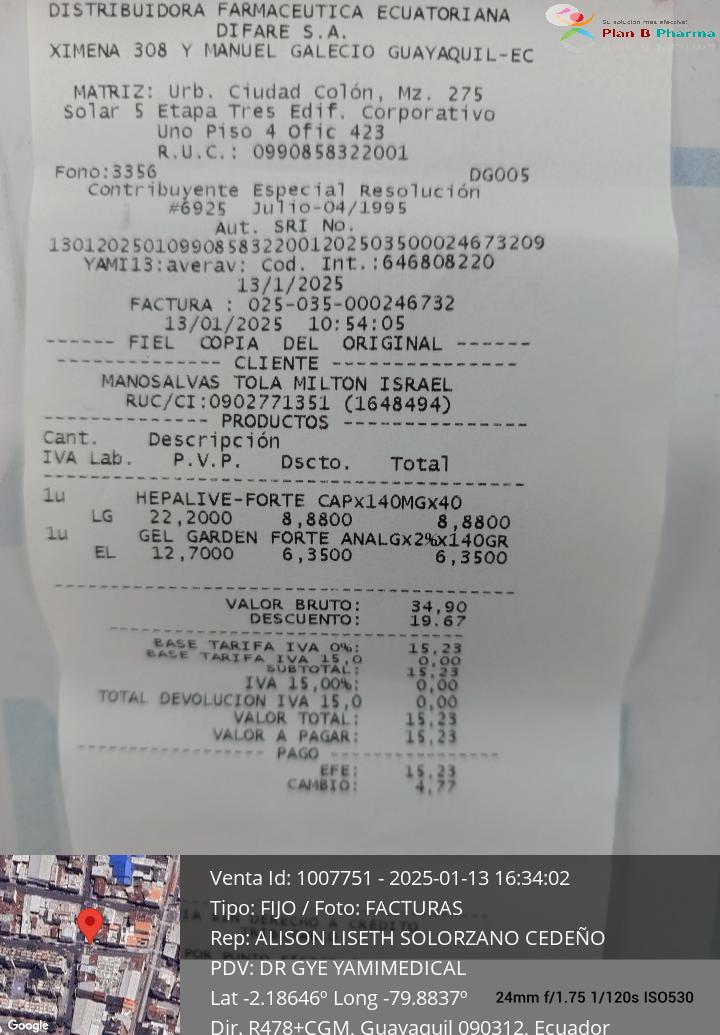 Su solución mas efectiva!
Plan B Pharma
DISTRIBUIDORA FARMACEUTICA ECUATORIANA
DIFARE S.A.
XIMENA 308 Y MANUEL GALECIO GUAYAQUIL-EC
MATRIZ: Urb. Ciudad Colón, Mz. 275
Solar 5 Etapa Tres Edif. Corporativo
Uno Piso 4 Ofic 423
R.U.C.: 0990858322001
Fono:3356 DG005
Contribuyente Especial Resolución
#6925 Julio-04/1995
Aut. SRI No.
1301202501099085832200120250350002467320​9
YAMI13:averav: Cod. Int.:646808220
13/1/2025
FACTURA : 025-035-000246732
13/01/2025 10:54:05
------ FIEL COPIA DEL ORIGINAL ------
-------------- CLIENTE ----------------
MANOSALVAS TOLA MILTON ISRAEL
RUC/CI:0902771351 (1648494)
------------- PRODUCTOS ---------------
Cant. Descripción
IVA Lab. P.V.P. Dscto. Total
1u HEPALIVE-FORTE CAPx140MGx40
LG 22,2000 8,8800 8,8800
1u GEL GARDEN FORTE ANALGx2%x140GR
EL 12,7000 6,3500 6,3500
VALOR BRUTO: 34,90
DESCUENTO: 19.67
BASE TARIFA IVA 0%: 15,23
BASE TARIFA IVA 15,0 0,00
SUBTOTAL: 15,23
IVA 15,00%: 0,00
TOTAL DEVOLUCION IVA 15,0 0,00
VALOR TOTAL: 15,23
VALOR A PAGAR: 15,23
---------------- PAGO ----------------
EFE: 15,23
CAMBIO: 4,77
DERECHO A CRÉDITO
Venta Id: 1007751 - 2025-01-13 16:34:02
Tipo: FIJO / Foto: FACTURAS
Rep: ALISON LISETH SOLORZANO CEDEÑO
PDV: DR GYE YAMIMEDICAL
Lat -2.18646º Long -79.8837º
24mm f/1.75 1/120s ISO530
Dir. R478+CGM, Guayaquil 090312, Ecuador
Google